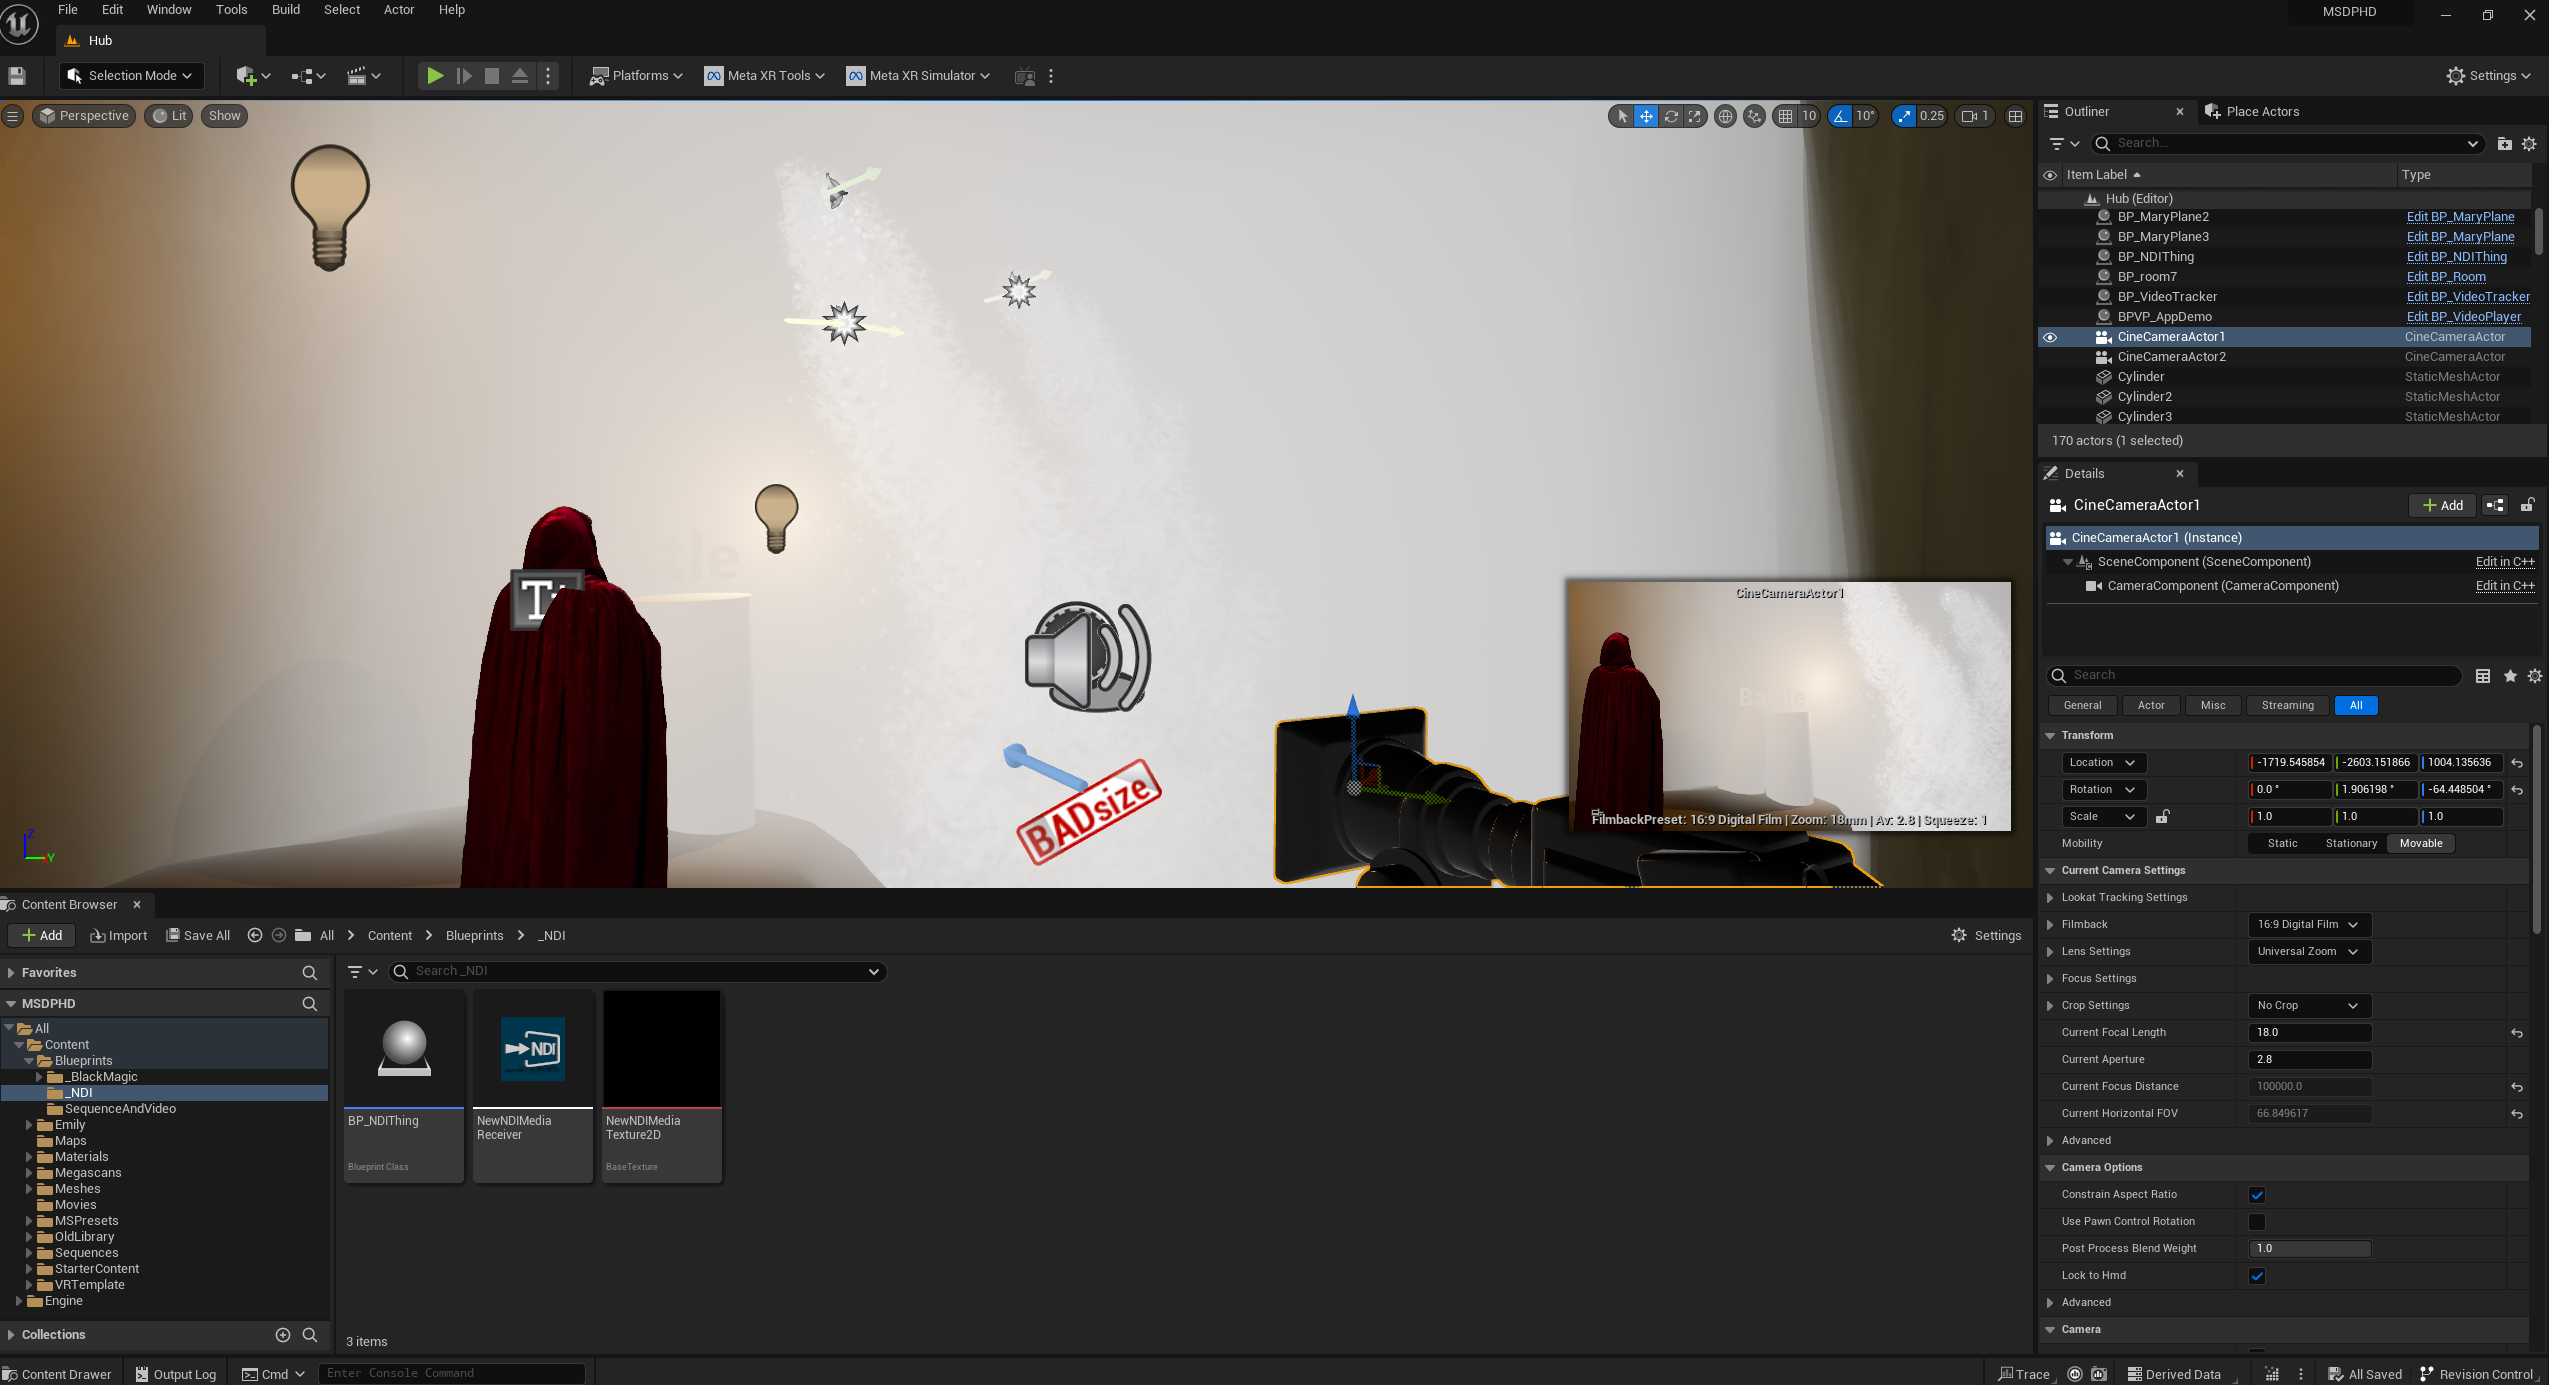 File Edit Window Tools Build Select Actor Help
MSDPHD
Hub
Selection Mode
Platforms
Meta XR Tools
Meta XR Simulator
Settings
Perspective
Lit
Show
10
10°
0.25
1
Outliner
Place Actors
Search...
Item Label
Type
Hub (Editor)
BP_MaryPlane2 Edit BP_MaryPlane
BP_MaryPlane3 Edit BP_MaryPlane
BP_NDIThing Edit BP_NDIThing
BP_room7 Edit BP_Room
BP_VideoTracker Edit BP_VideoTracker
BPVP_AppDemo Edit BP_VideoPlayer
CineCameraActor1 CineCameraActor
CineCameraActor2 CineCameraActor
Cylinder StaticMeshActor
Cylinder2 StaticMeshActor
Cylinder3 StaticMeshActor
170 actors (1 selected)
Details
CineCameraActor1
Add
CineCameraActor1 (Instance)
SceneComponent (SceneComponent) Edit in C++
CameraComponent (CameraComponent) Edit in C++
Search
General Actor Misc Streaming All
Transform
Location -1719.545854 -2603.151866 1004.135636
Rotation 0.0 ° 1.906198 ° -64.448504 °
Scale 1.0 1.0 1.0
Mobility Static Stationary Movable
Current Camera Settings
Lookat Tracking Settings
Filmback 16:9 Digital Film
Lens Settings Universal Zoom
Focus Settings
Crop Settings No Crop
Current Focal Length 18.0
Current Aperture 2.8
Current Focus Distance 100000.0
Current Horizontal FOV 66.849617
Advanced
Camera Options
Constrain Aspect Ratio
Use Pawn Control Rotation
Post Process Blend Weight 1.0
Lock to Hmd
Advanced
Camera
BADsize
CineCameraActor1
FilmbackPreset: 16:9 Digital Film | Zoom: 18mm | Av: 2.8 | Squeeze: 1
Z
Y
Content Browser
Add
Import
Save All
All
Content
Blueprints
_NDI
Settings
Favorites
MSDPHD
All
Content
Blueprints
_BlackMagic
_NDI
SequenceAndVideo
Emily
Maps
Materials
Megascans
Meshes
Movies
MSPresets
OldLibrary
Sequences
StarterContent
VRTemplate
Engine
Collections
Search _NDI
BP_NDIThing
Blueprint Class
NDI
NewNDIMedia
Receiver
NewNDIMedia
Texture2D
BaseTexture
3 items
Content Drawer
Output Log
Cmd
Enter Console Command
Trace
Derived Data
All Saved
Revision Control